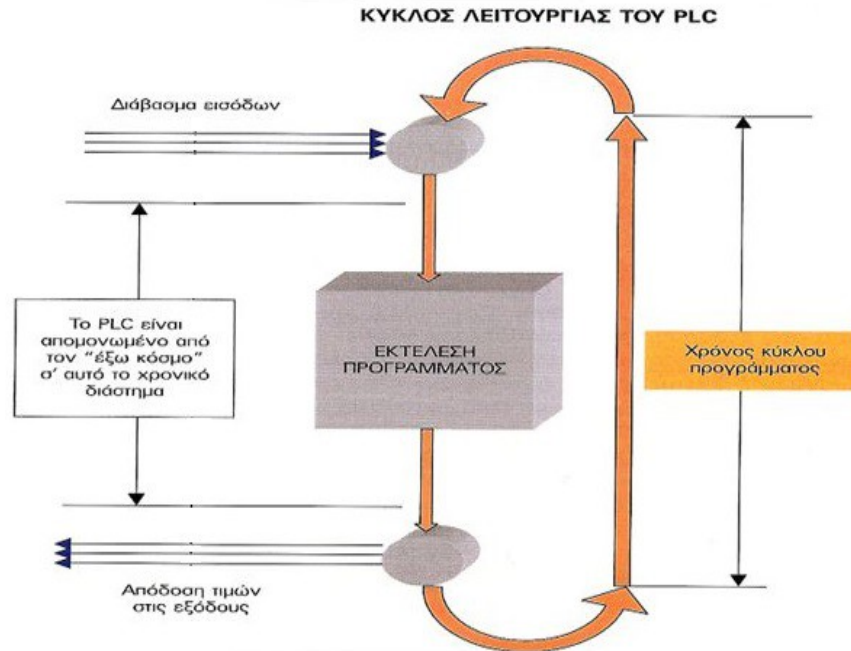 ΚΥΚΛΟΣ ΛΕΙΤΟΥΡΓΙΑΣ ΤΟΥ PLC
Διάβασμα εισόδων
Το PLC είναι
απομονωμένο από
τον "έξω κόσμο"
σ' αυτό το χρονικό
διάστημα
ΕΚΤΕΛΕΣΗ
ΠΡΟΓΡΑΜΜΑΤΟΣ
Χρόνος κύκλου
προγράμματος
Απόδοση τιμών
στις εξόδους